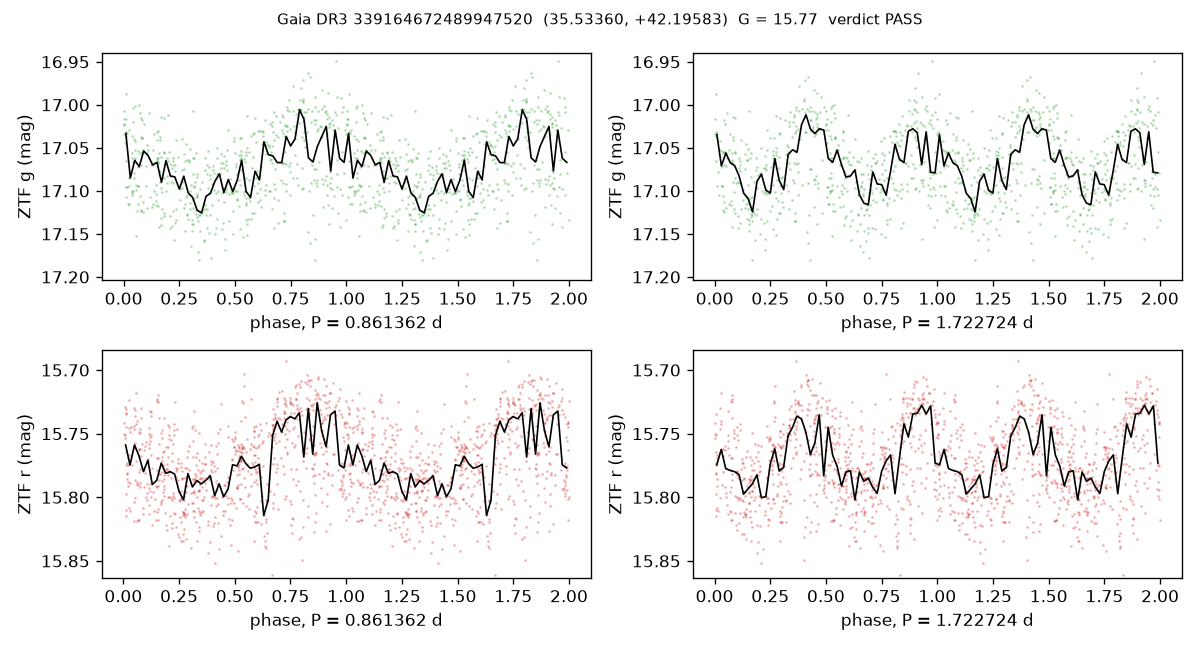 Gaia DR3 339164672489947520  (35.53360, +42.19583)  G = 15.77  verdict PASS
ZTF g (mag)
16.95
17.00
17.05
17.10
17.15
17.20
0.00 0.25 0.50 0.75 1.00 1.25 1.50 1.75 2.00
phase, P = 0.861362 d
ZTF g (mag)
16.95
17.00
17.05
17.10
17.15
17.20
0.00 0.25 0.50 0.75 1.00 1.25 1.50 1.75 2.00
phase, P = 1.722724 d
ZTF r (mag)
15.70
15.75
15.80
15.85
0.00 0.25 0.50 0.75 1.00 1.25 1.50 1.75 2.00
phase, P = 0.861362 d
ZTF r (mag)
15.70
15.75
15.80
15.85
0.00 0.25 0.50 0.75 1.00 1.25 1.50 1.75 2.00
phase, P = 1.722724 d